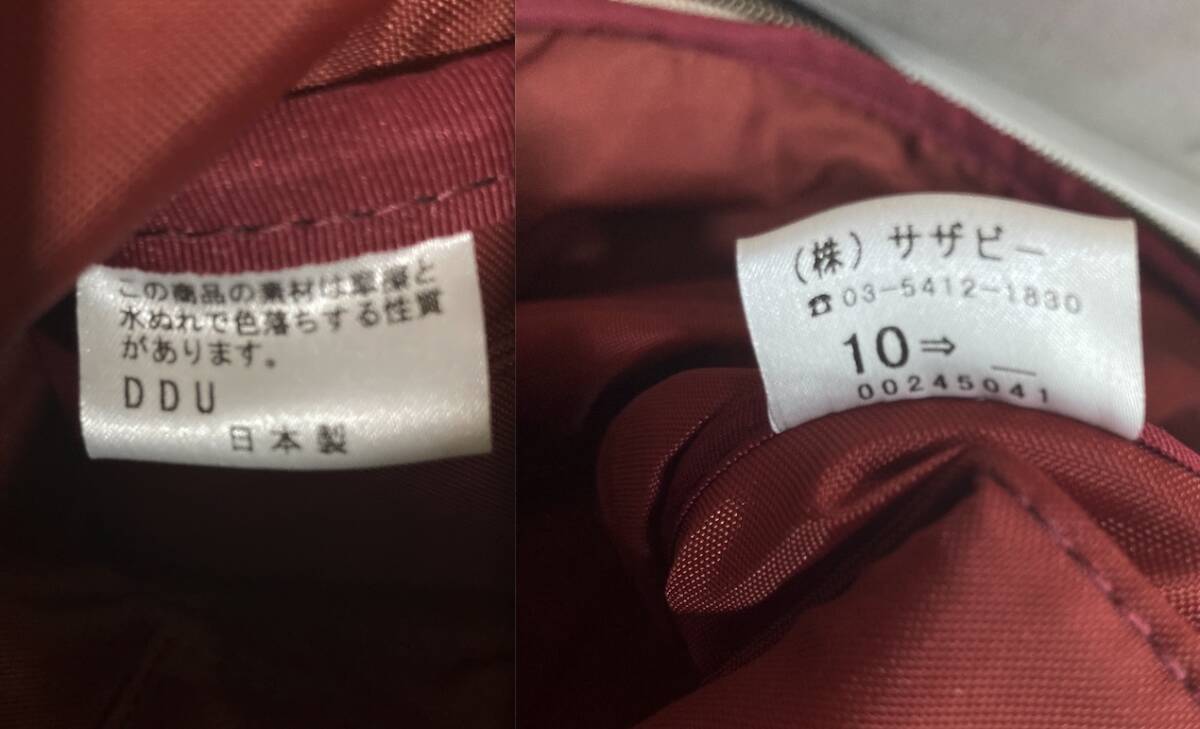 この商品の素材は摩擦と
水ぬれで色落ちする性質
があります。
DDU
日本製
(株) サザビー
☎03-5412-1830
10⇒ __
00245041